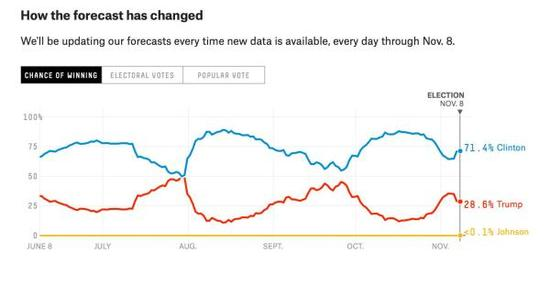 How the forecast has changed
We'll be updating our forecasts every time new data is available, every day through Nov. 8.
CHANCE OF WINNING ELECTORAL VOTES POPULAR VOTE
ELECTION
NOV. 8
100%
75
71.4% Clinton
50
25
28.6% Trump
0
<0.1% Johnson
JUNE 8 JULY AUG. SEPT. OCT. NOV.